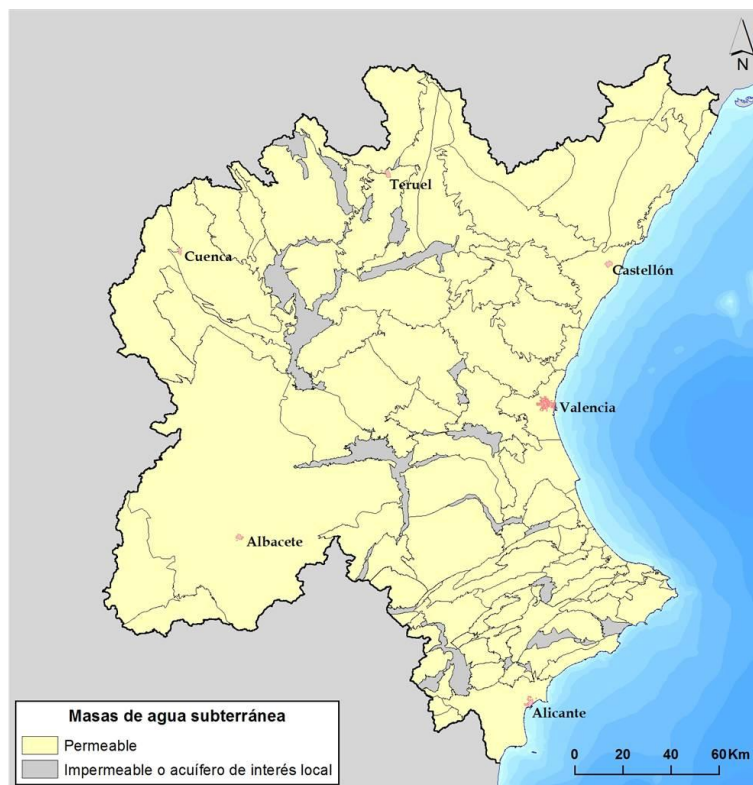 N
Teruel
Cuenca
Castellón
Valencia
Albacete
Alicante
Masas de agua subterránea
Permeable
Impermeable o acuífero de interés local
0 20 40 60 Km